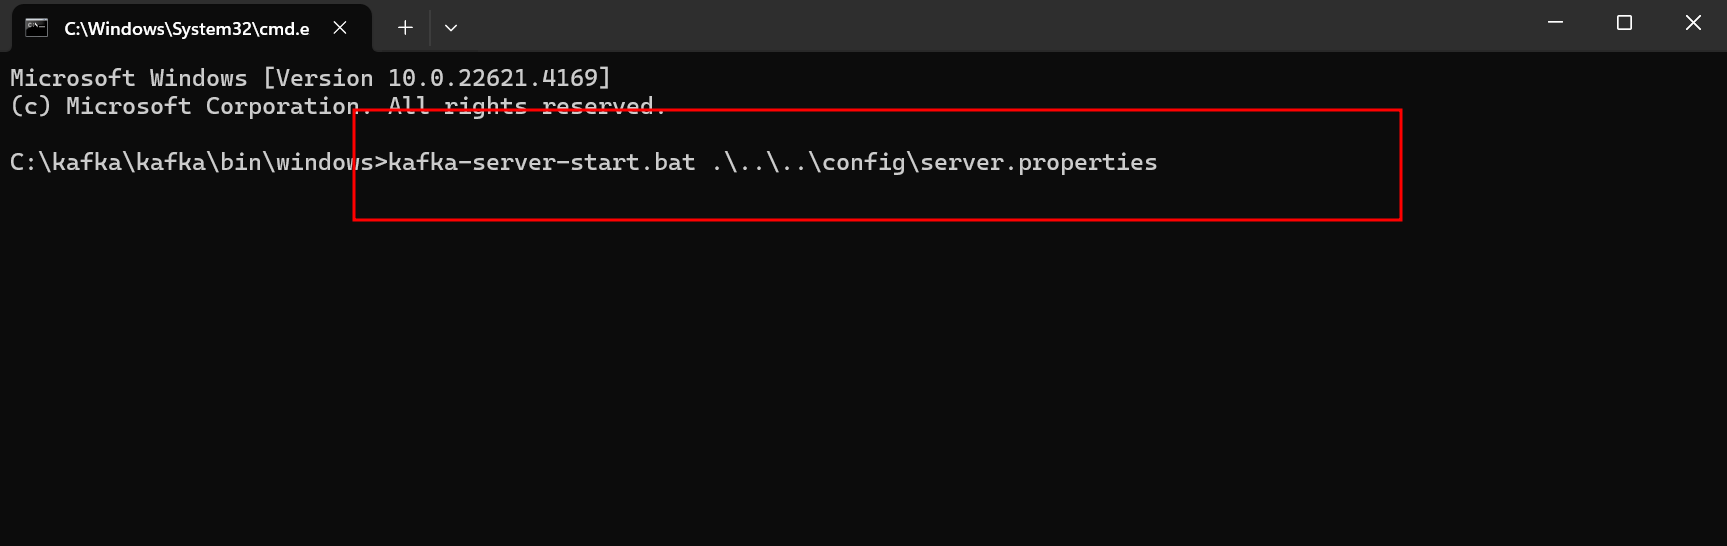 C:\Windows\System32\cmd.e
Microsoft Windows [Version 10.0.22621.4169]
(c) Microsoft Corporation. All rights reserved.
C:\kafka\kafka\bin\windows>kafka-server-start.bat .\..\..\config\server.properties